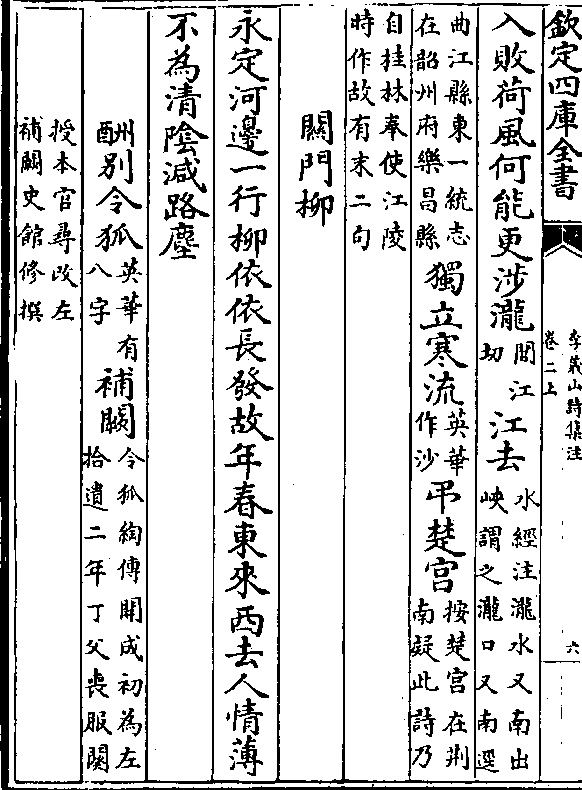 欽定四庫全書
李義山詩集注
卷二上
六
入敗荷風何能更涉瀧閭江切江去水經注瀧水又南出峽謂之瀧口又南逕
曲江縣東一統志在韶州府樂昌縣獨立寒流英華作沙弔楚宫按楚宫在荆南疑此詩乃
自桂林奉使江陵時作故有末二句
關門柳
永定河邊一行柳依依長發故年春東來西去人情薄
不為清陰減路塵
酬别令狐英華有八字補闕令狐綯傳開成初為左拾遺二年丁父喪服闋
授本官尋改左補闕史館修撰